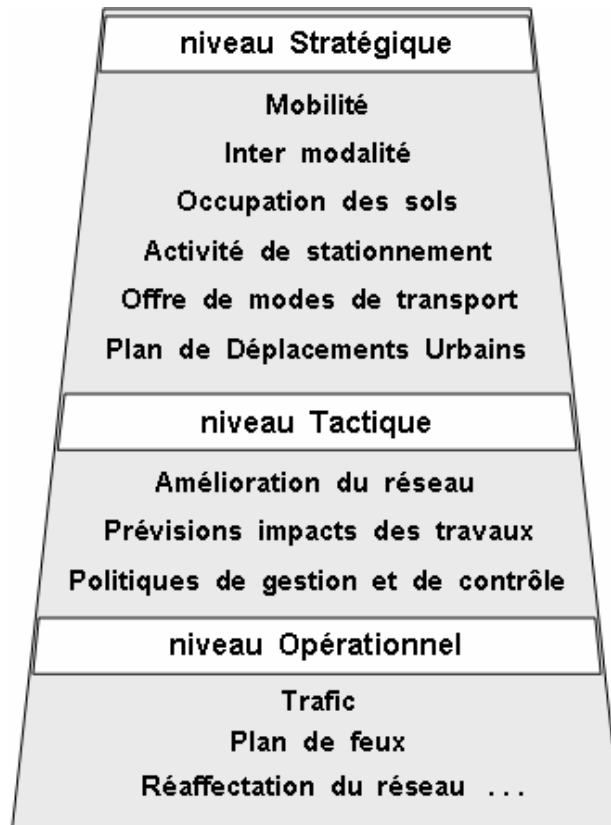 niveau Stratégique
Mobilité
Inter modalité
Occupation des sols
Activité de stationnement
Offre de modes de transport
Plan de Déplacements Urbains
niveau Tactique
Amélioration du réseau
Prévisions impacts des travaux
Politiques de gestion et de contrôle
niveau Opérationnel
Trafic
Plan de feux
Réaffectation du réseau ...